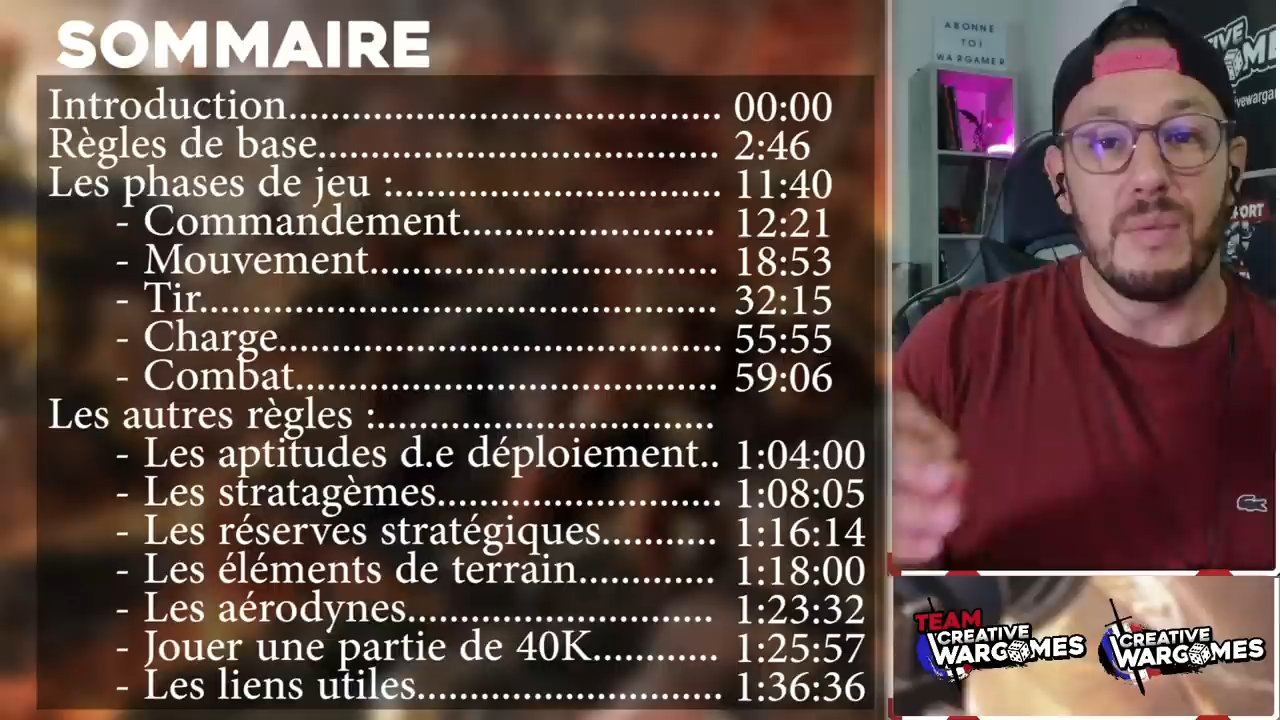 SOMMAIRE
Introduction......................................... 00:00
Règles de base...................................... 2:46
Les phases de jeu :............................... 11:40
- Commandement........................ 12:21
- Mouvement................................. 18:53
- Tir................................................. 32:15
- Charge.......................................... 55:55
- Combat........................................ 59:06
Les autres règles :................................
- Les aptitudes d.e déploiement.. 1:04:00
- Les stratagèmes........................... 1:08:05
- Les réserves stratégiques........... 1:16:14
- Les éléments de terrain............. 1:18:00
- Les aérodynes............................. 1:23:32
- Jouer une partie de 40K............ 1:25:57
- Les liens utiles............................. 1:36:36
ABONNE
TOI
WARGAMER
TEAM
CREATIVE
WARGAMES
CREATIVE
WARGAMES